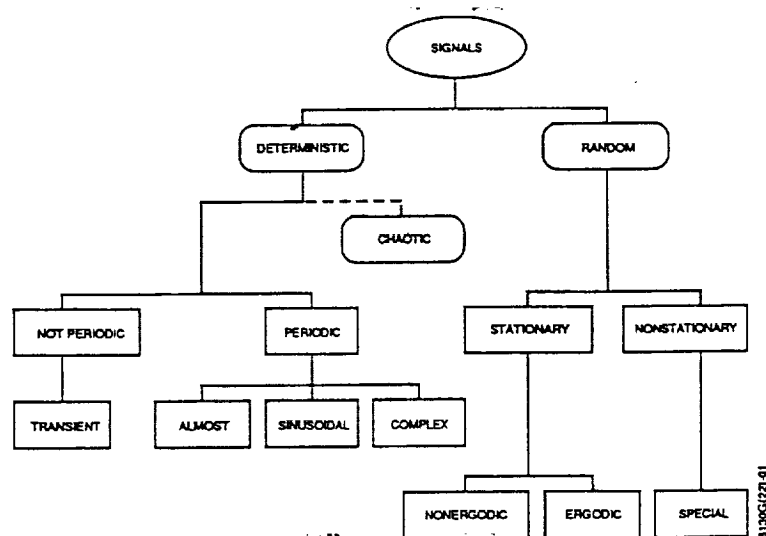 SIGNALS
DETERMINISTIC
RANDOM
CHAOTIC
NOT PERIODIC
PERIODIC
STATIONARY
NONSTATIONARY
TRANSIENT
ALMOST
SINUSOIDAL
COMPLEX
NONERGODIC
ERGODIC
SPECIAL